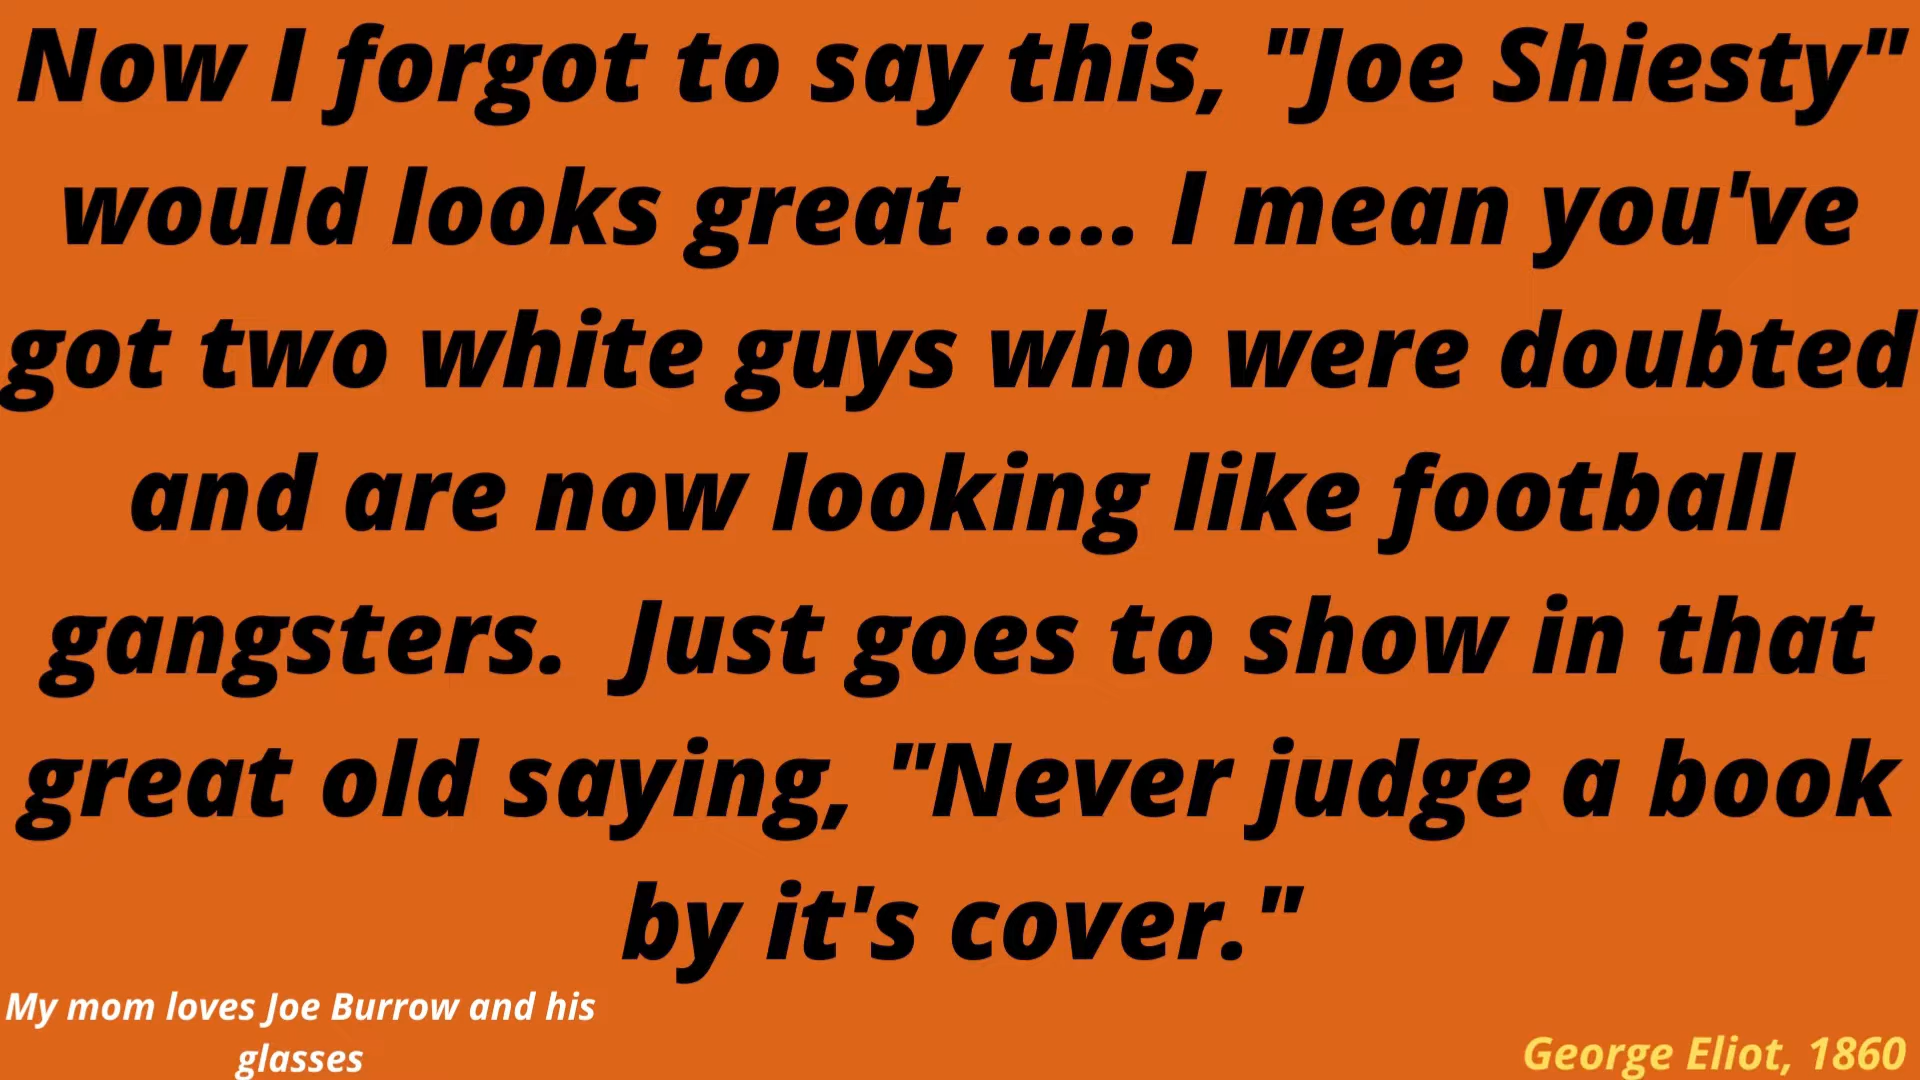 Now I forgot to say this, "Joe Shiesty"
would looks great ..... I mean you've
got two white guys who were doubted
and are now looking like football
gangsters.  Just goes to show in that
great old saying, "Never judge a book
by it's cover."
My mom loves Joe Burrow and his
glasses
George Eliot, 1860